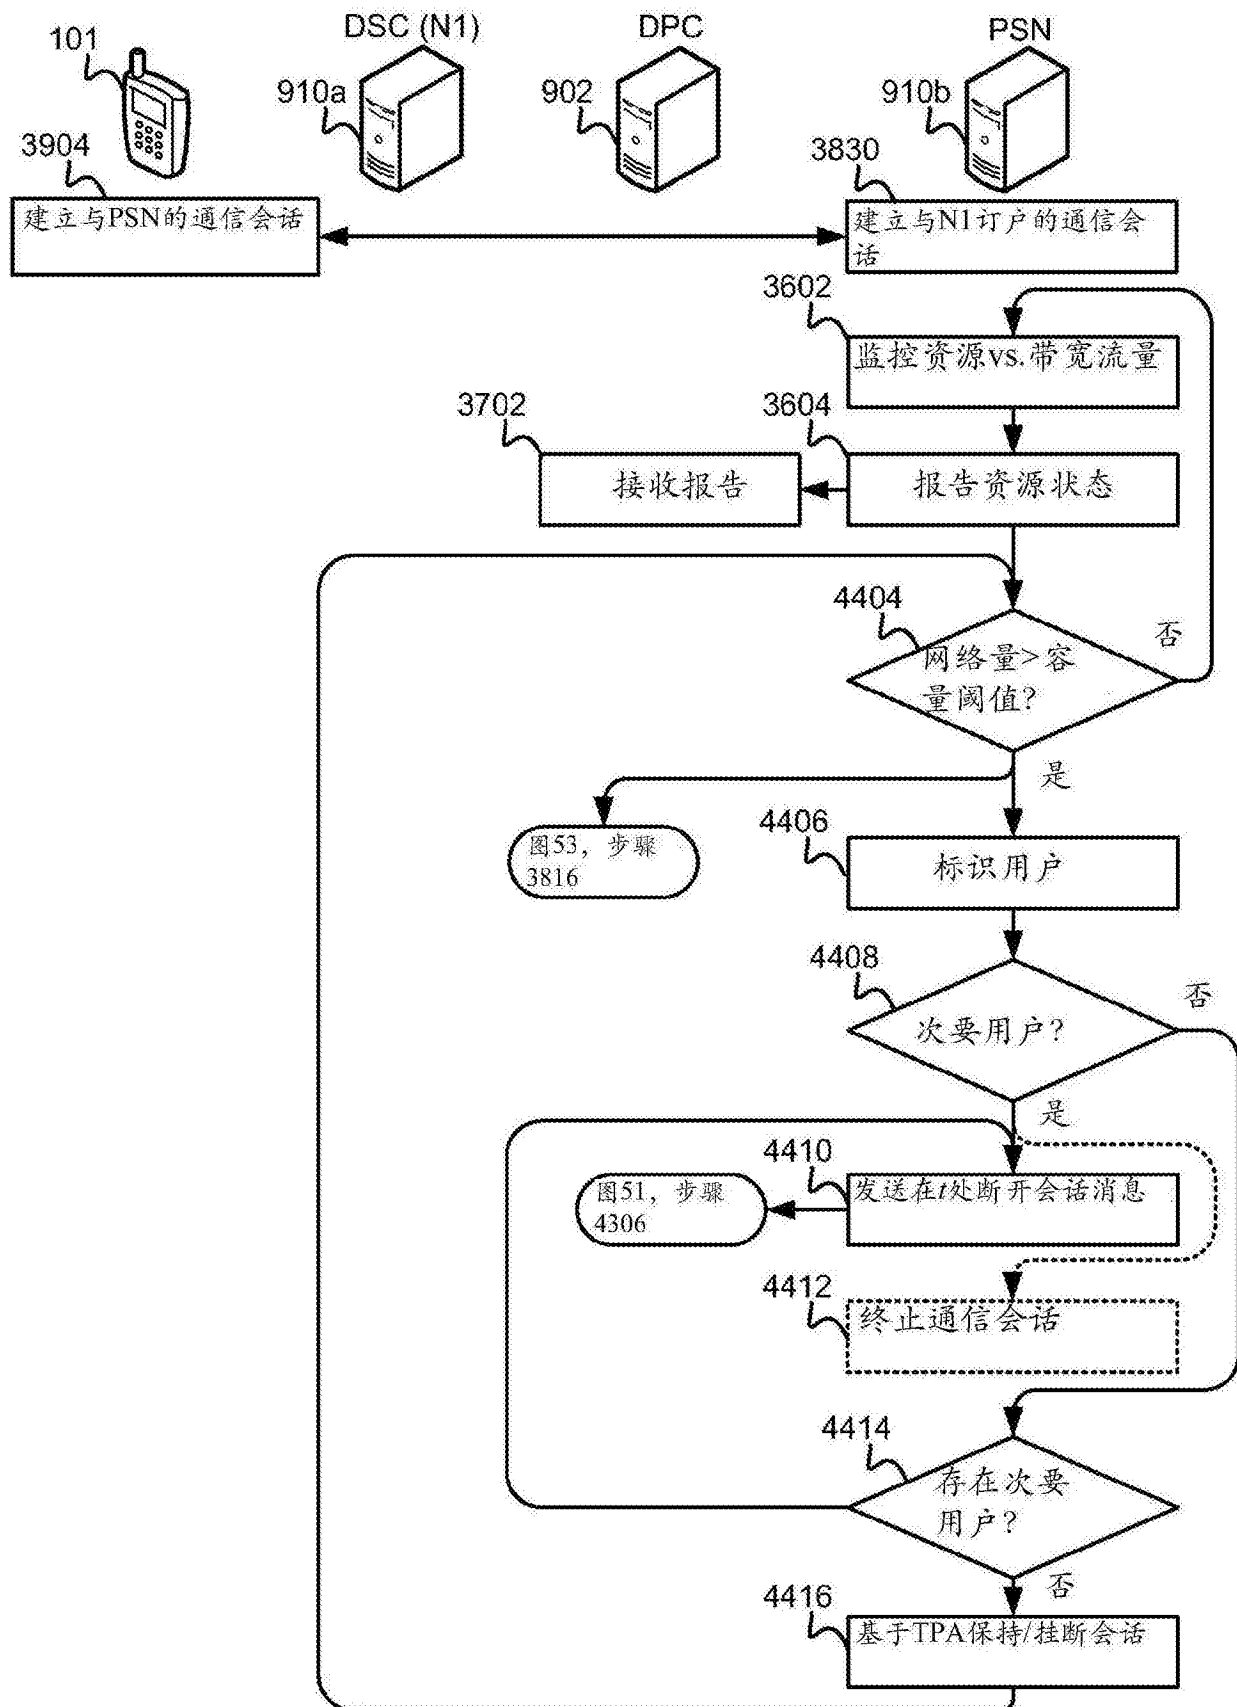 101
DSC (N1)
DPC
PSN
910a
902
910b
3904
3830
建立与PSN的通信会话
建立与N1订户的通信会
话
3602
监控资源vs.带宽流量
3702
3604
接收报告
报告资源状态
4404
否
网络量>容
量阈值?
是
图53，步骤
3816
4406
标识用户
4408
否
次要用户?
是
4410
发送在t处断开会话消息
图51，步骤
4306
4412
终止通信会话
4414
存在次要
用户?
否
4416
基于TPA保持/挂断会话